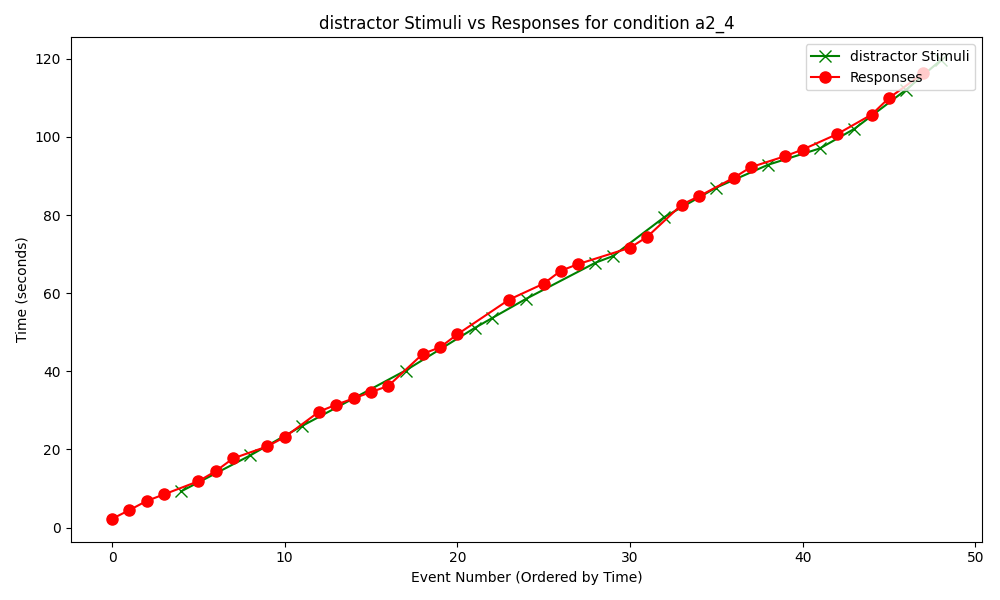 distractor Stimuli vs Responses for condition a2_4
distractor Stimuli
Responses
Time (seconds)
120
100
80
60
40
20
0
0 10 20 30 40 50
Event Number (Ordered by Time)